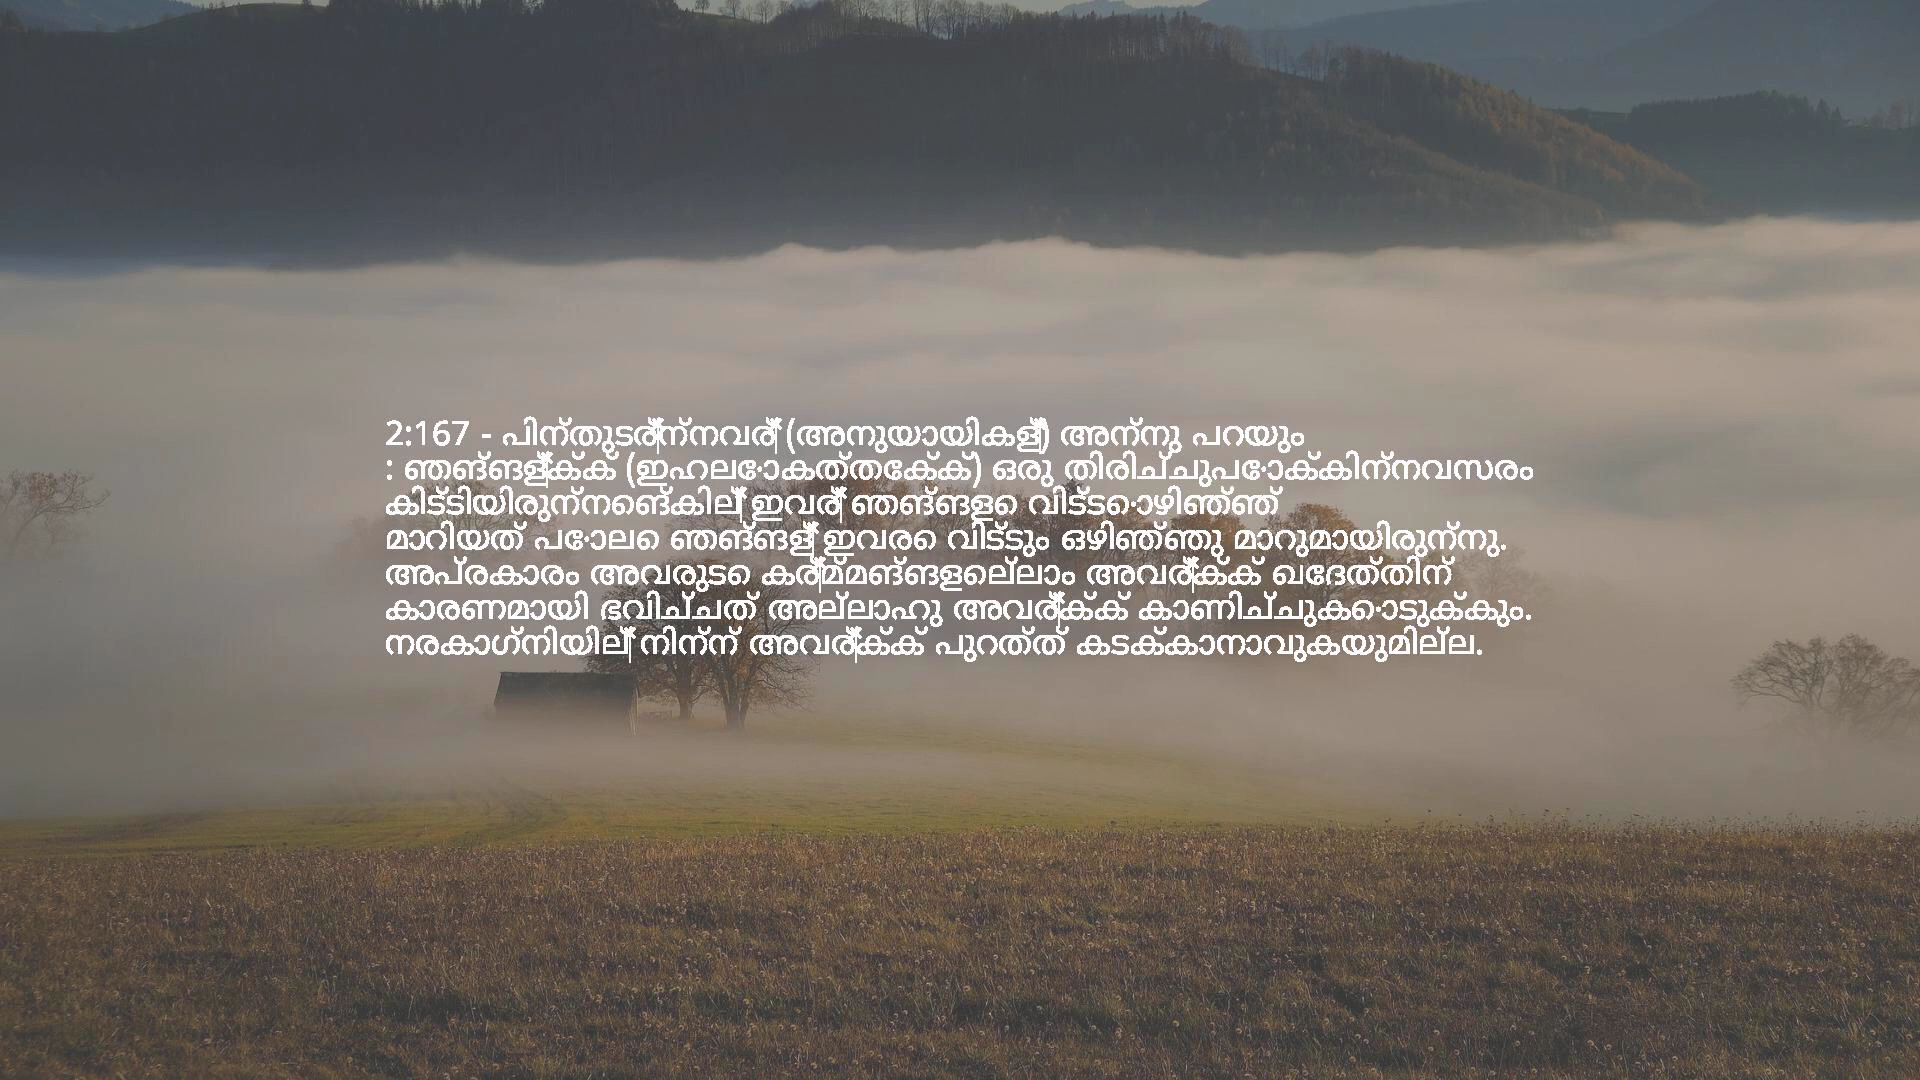 2:167 - പിന്തുടര്‍ന്നവര്‍ (അനുയായികള്‍) അന്നു പറയും
: ഞങ്ങള്‍ക്ക് (ഇഹലോകത്തേക്ക്) ഒരു തിരിച്ചുപോക്കിന്നവസരം
കിട്ടിയിരുന്നെങ്കില്‍ ഇവര്‍ ഞങ്ങളെ വിട്ടൊഴിഞ്ഞ്
മാറിയത് പോലെ ഞങ്ങള്‍ ഇവരെ വിട്ടും ഒഴിഞ്ഞു മാറുമായിരുന്നു.
അപ്രകാരം അവരുടെ കര്‍മ്മങ്ങളെല്ലാം അവര്‍ക്ക് ഖേദത്തിന്
കാരണമായി ഭവിച്ചത് അല്ലാഹു അവര്‍ക്ക് കാണിച്ചുകൊടുക്കും.
നരകാഗ്നിയില്‍ നിന്ന് അവര്‍ക്ക് പുറത്ത് കടക്കാനാവുകയുമില്ല.